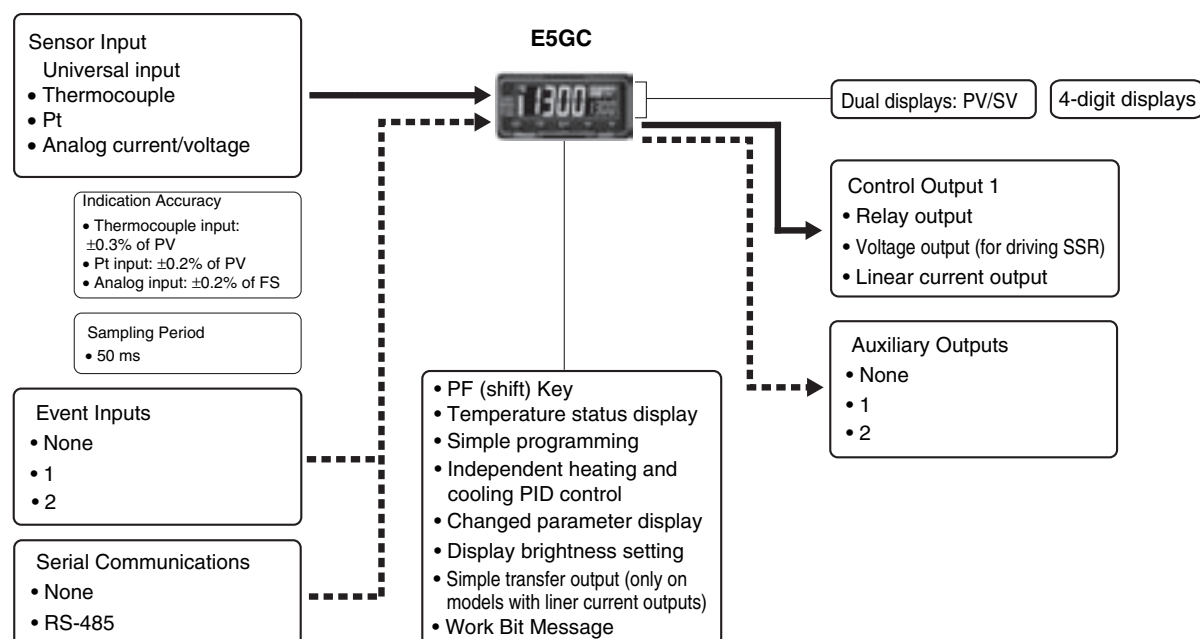 Sensor Input
Universal input
• Thermocouple
• Pt
• Analog current/voltage
Indication Accuracy
• Thermocouple input:
±0.3% of PV
• Pt input: ±0.2% of PV
• Analog input: ±0.2% of FS
Sampling Period
• 50 ms
Event Inputs
• None
• 1
• 2
Serial Communications
• None
• RS-485
E5GC
1300
• PF (shift) Key
• Temperature status display
• Simple programming
• Independent heating and
cooling PID control
• Changed parameter display
• Display brightness setting
• Simple transfer output (only on
models with liner current outputs)
• Work Bit Message
Dual displays: PV/SV
4-digit displays
Control Output 1
• Relay output
• Voltage output (for driving SSR)
• Linear current output
Auxiliary Outputs
• None
• 1
• 2